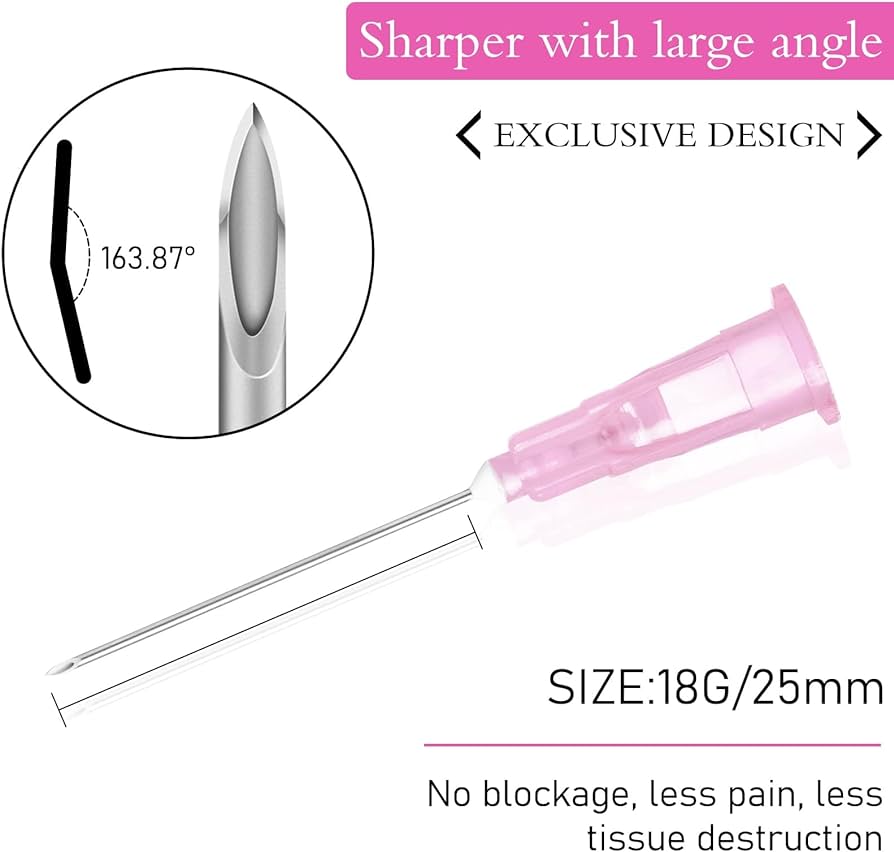 Sharper with large angle
EXCLUSIVE DESIGN
163.87°
SIZE:18G/25mm
No blockage, less pain, less
tissue destruction